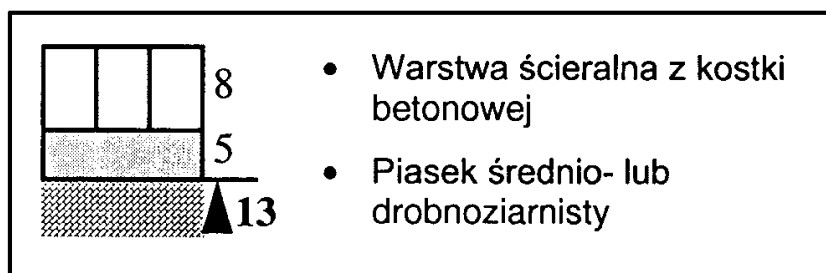 8
5
13
• Warstwa ścieralna z kostki
betonowej
• Piasek średnio- lub
drobnoziarnisty